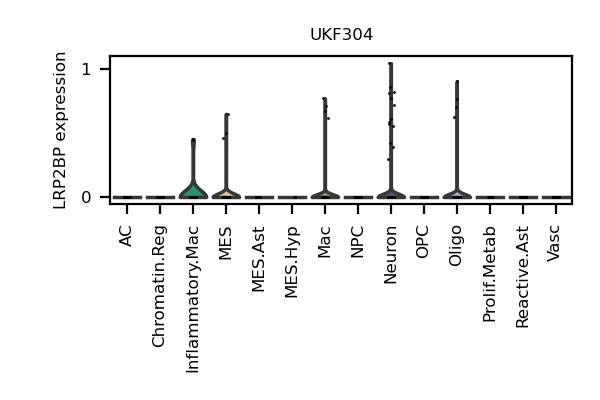 UKF304
LRP2BP expression
1
0
AC
Chromatin.Reg
Inflammatory.Mac
MES
MES.Ast
MES.Hyp
Mac
NPC
Neuron
OPC
Oligo
Prolif.Metab
Reactive.Ast
Vasc